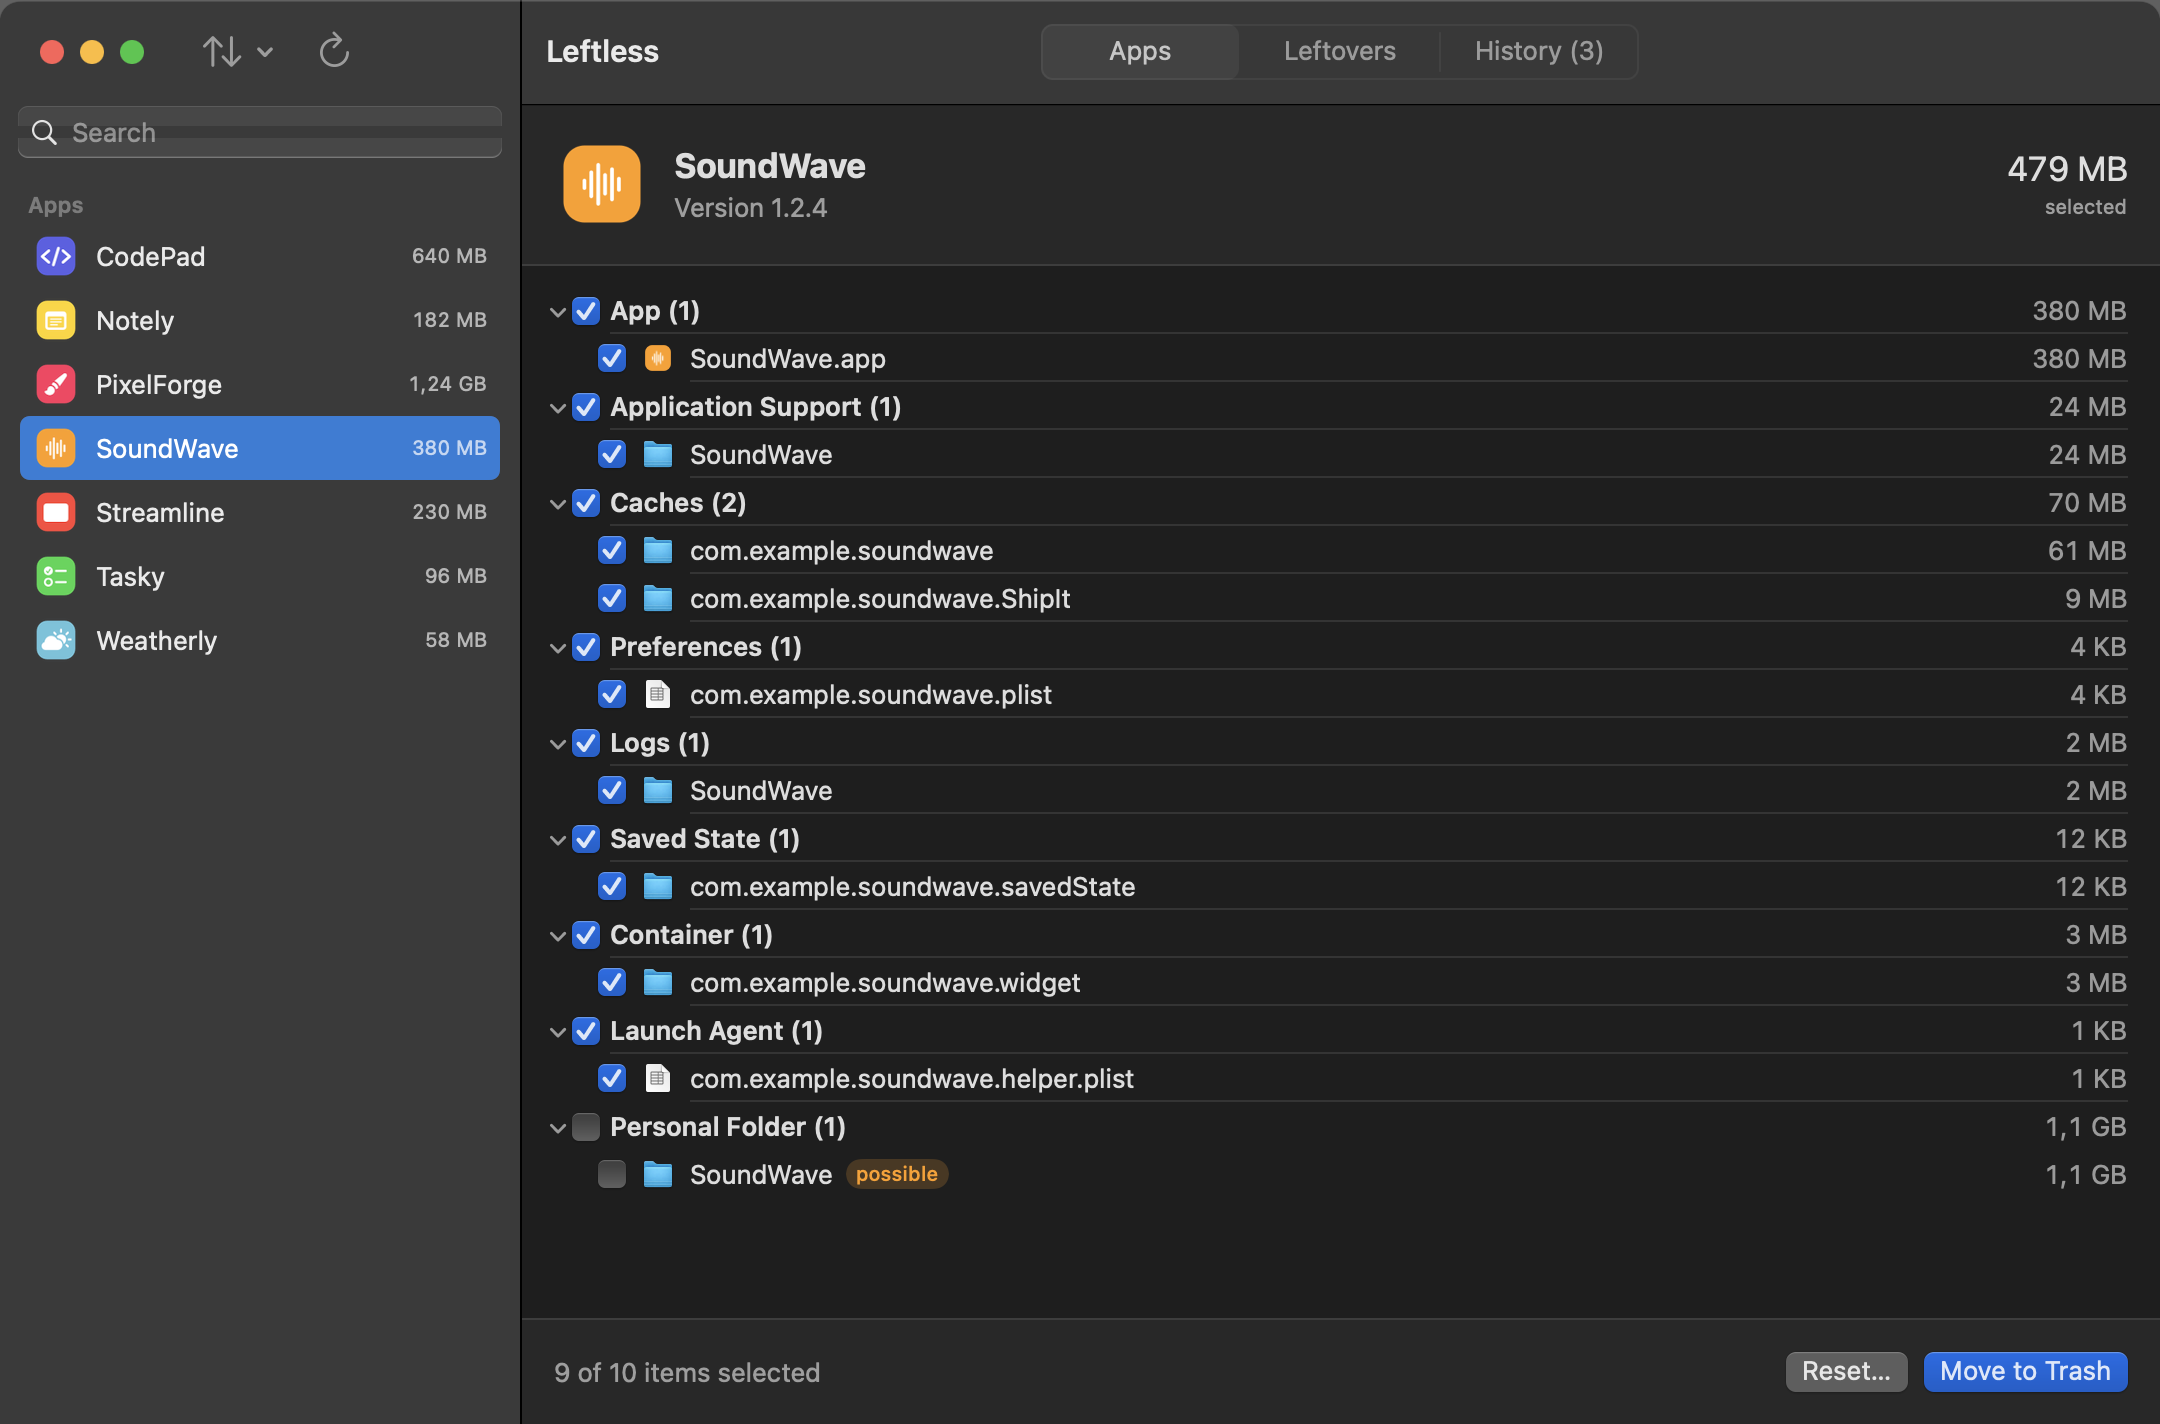 Leftless
Apps
Leftovers
History (3)
Search
Apps
CodePad 640 MB
Notely 182 MB
PixelForge 1,24 GB
SoundWave 380 MB
Streamline 230 MB
Tasky 96 MB
Weatherly 58 MB
SoundWave
Version 1.2.4
479 MB
selected
App (1) 380 MB
SoundWave.app 380 MB
Application Support (1) 24 MB
SoundWave 24 MB
Caches (2) 70 MB
com.example.soundwave 61 MB
com.example.soundwave.ShipIt 9 MB
Preferences (1) 4 KB
com.example.soundwave.plist 4 KB
Logs (1) 2 MB
SoundWave 2 MB
Saved State (1) 12 KB
com.example.soundwave.savedState 12 KB
Container (1) 3 MB
com.example.soundwave.widget 3 MB
Launch Agent (1) 1 KB
com.example.soundwave.helper.plist 1 KB
Personal Folder (1) 1,1 GB
SoundWave possible 1,1 GB
9 of 10 items selected
Reset...
Move to Trash